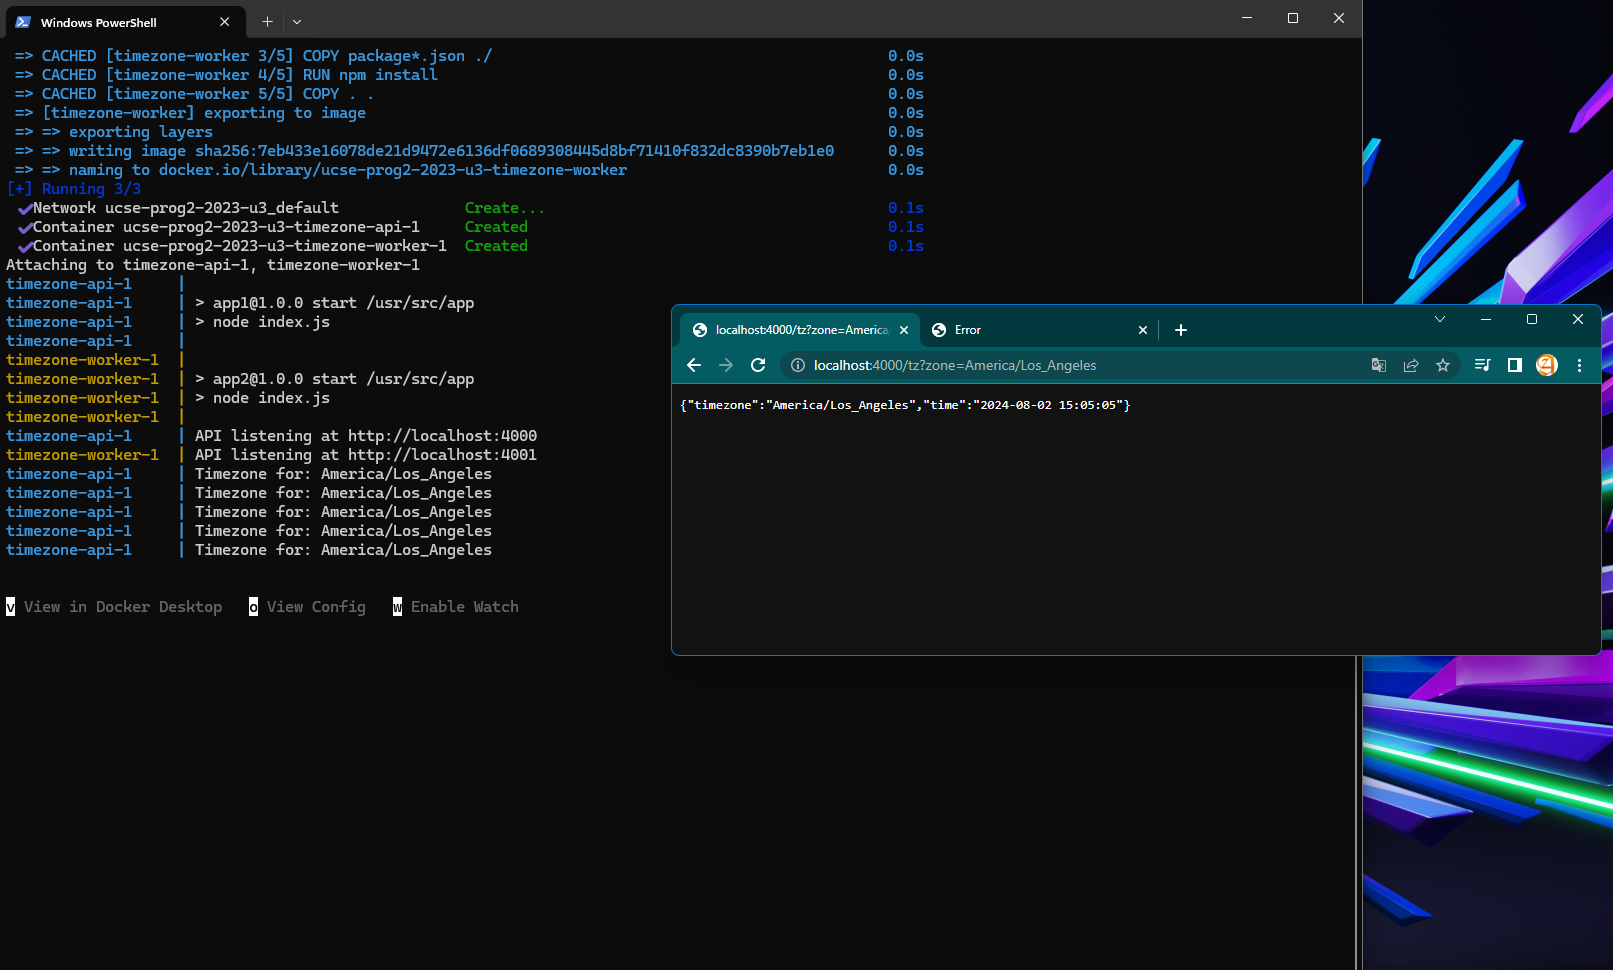 Windows PowerShell
=> CACHED [timezone-worker 3/5] COPY package*.json ./ 0.0s
=> CACHED [timezone-worker 4/5] RUN npm install 0.0s
=> CACHED [timezone-worker 5/5] COPY . . 0.0s
=> [timezone-worker] exporting to image 0.0s
=> => exporting layers 0.0s
=> => writing image sha256:7eb433e16078de21d9472e6136df0689308445d8bf71410f832dc8390b7eb1e0 0.0s
=> => naming to docker.io/library/ucse-prog2-2023-u3-timezone-worker 0.0s
[+] Running 3/3
✔Network ucse-prog2-2023-u3_default Create... 0.1s
✔Container ucse-prog2-2023-u3-timezone-api-1 Created 0.1s
✔Container ucse-prog2-2023-u3-timezone-worker-1 Created 0.1s
Attaching to timezone-api-1, timezone-worker-1
timezone-api-1 |
timezone-api-1 | > app1@1.0.0 start /usr/src/app
timezone-api-1 | > node index.js
timezone-api-1 |
timezone-worker-1 |
timezone-worker-1 | > app2@1.0.0 start /usr/src/app
timezone-worker-1 | > node index.js
timezone-worker-1 |
timezone-api-1 | API listening at http://localhost:4000
timezone-worker-1 | API listening at http://localhost:4001
timezone-api-1 | Timezone for: America/Los_Angeles
timezone-api-1 | Timezone for: America/Los_Angeles
timezone-api-1 | Timezone for: America/Los_Angeles
timezone-api-1 | Timezone for: America/Los_Angeles
timezone-api-1 | Timezone for: America/Los_Angeles
v View in Docker Desktop o View Config w Enable Watch
localhost:4000/tz?zone=America/ Error
localhost:4000/tz?zone=America/Los_Angeles
{"timezone":"America/Los_Angeles","time":"2024-08-02 15:05:05"}